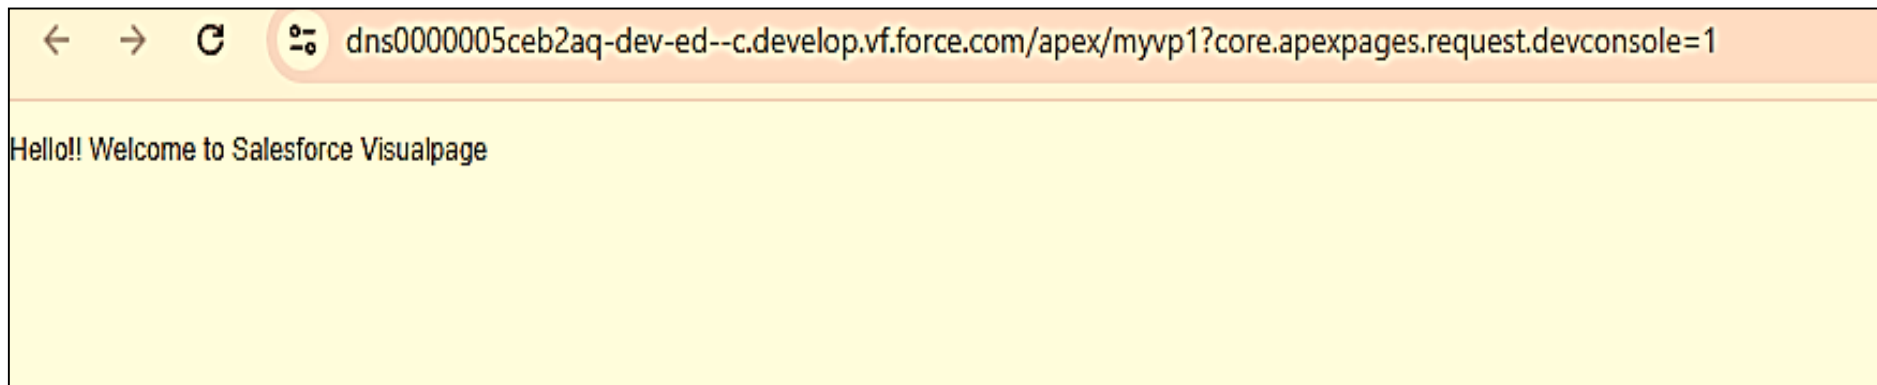 dns0000005ceb2aq-dev-ed--c.develop.vf.force.com/apex/myvp1?core.apexpages.request.devconsole=1
Hello!! Welcome to Salesforce Visualpage